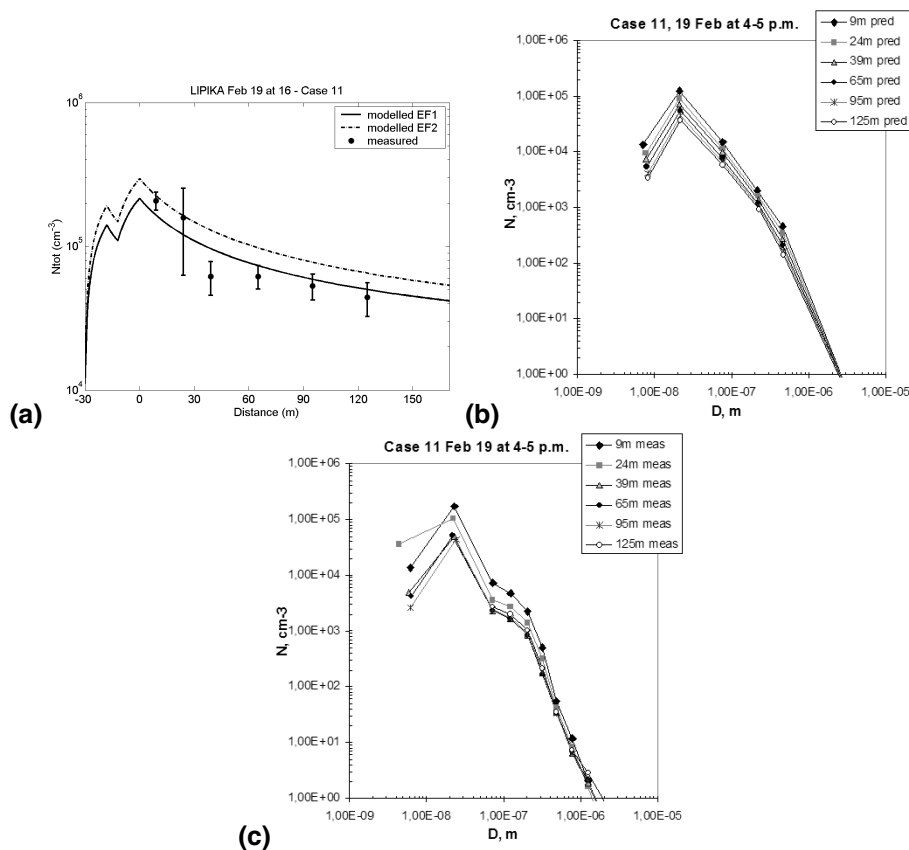 LIPIKA Feb 19 at 16 - Case 11
modelled EF1
modelled EF2
measured
Ntot (cm⁻³)
10⁶
10⁵
10⁴
-30
0
30
60
90
120
150
Distance (m)
(a)
Case 11, 19 Feb at 4-5 p.m.
9m pred
24m pred
39m pred
65m pred
95m pred
125m pred
N, cm-3
1,00E+06
1,00E+05
1,00E+04
1,00E+03
1,00E+02
1,00E+01
1,00E+00
1,00E-09
1,00E-08
1,00E-07
1,00E-06
1,00E-05
D, m
(b)
Case 11 Feb 19 at 4-5 p.m.
9m meas
24m meas
39m meas
65m meas
95m meas
125m meas
N, cm-3
1,00E+06
1,00E+05
1,00E+04
1,00E+03
1,00E+02
1,00E+01
1,00E+00
1,00E-09
1,00E-08
1,00E-07
1,00E-06
1,00E-05
D, m
(c)